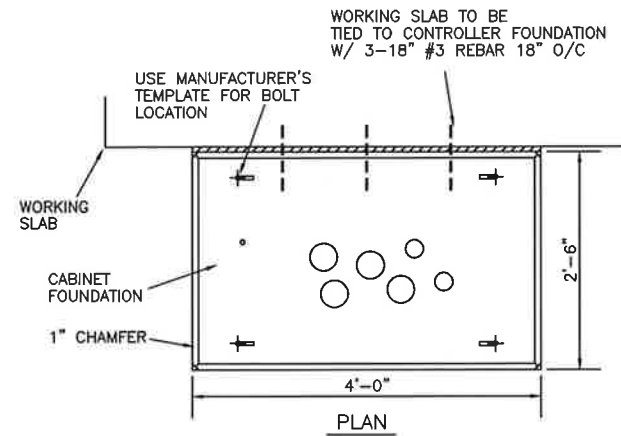 WORKING SLAB TO BE
TIED TO CONTROLLER FOUNDATION
W/ 3-18" #3 REBAR 18" O/C
USE MANUFACTURER'S
TEMPLATE FOR BOLT
LOCATION
WORKING
SLAB
CABINET
FOUNDATION
1" CHAMFER
2'-6"
4'-0"
PLAN